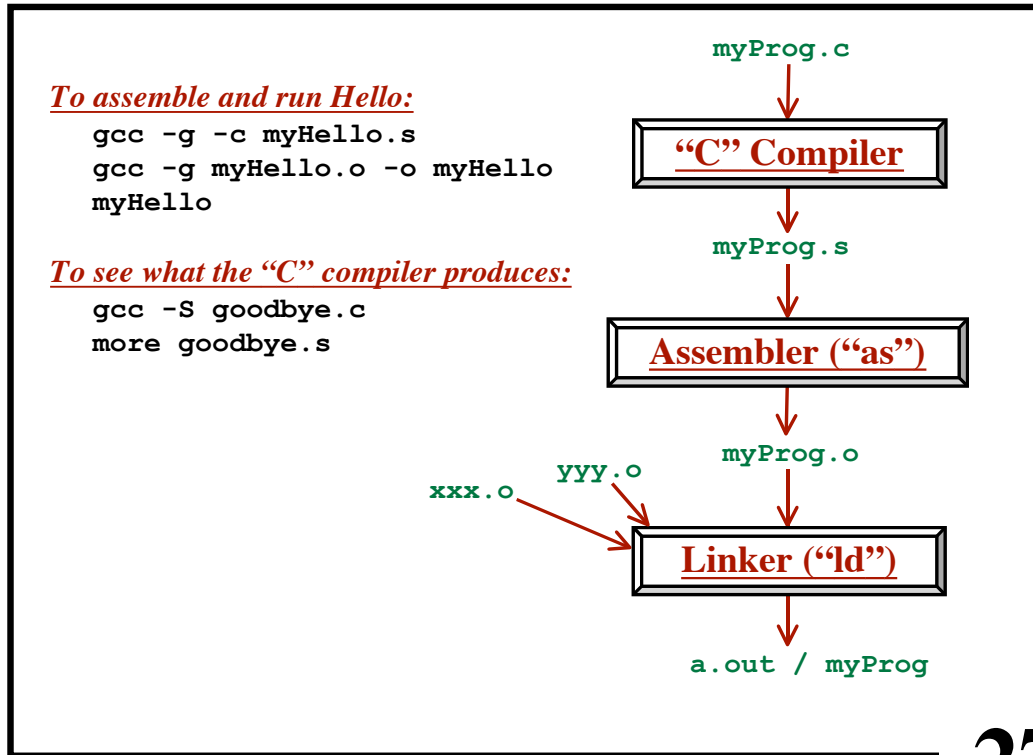 To assemble and run Hello:
gcc -g -c myHello.s
gcc -g myHello.o -o myHello
myHello
To see what the “C” compiler produces:
gcc -S goodbye.c
more goodbye.s
myProg.c
“C” Compiler
myProg.s
Assembler (“as”)
myProg.o
yyy.o
xxx.o
Linker (“ld”)
a.out / myProg